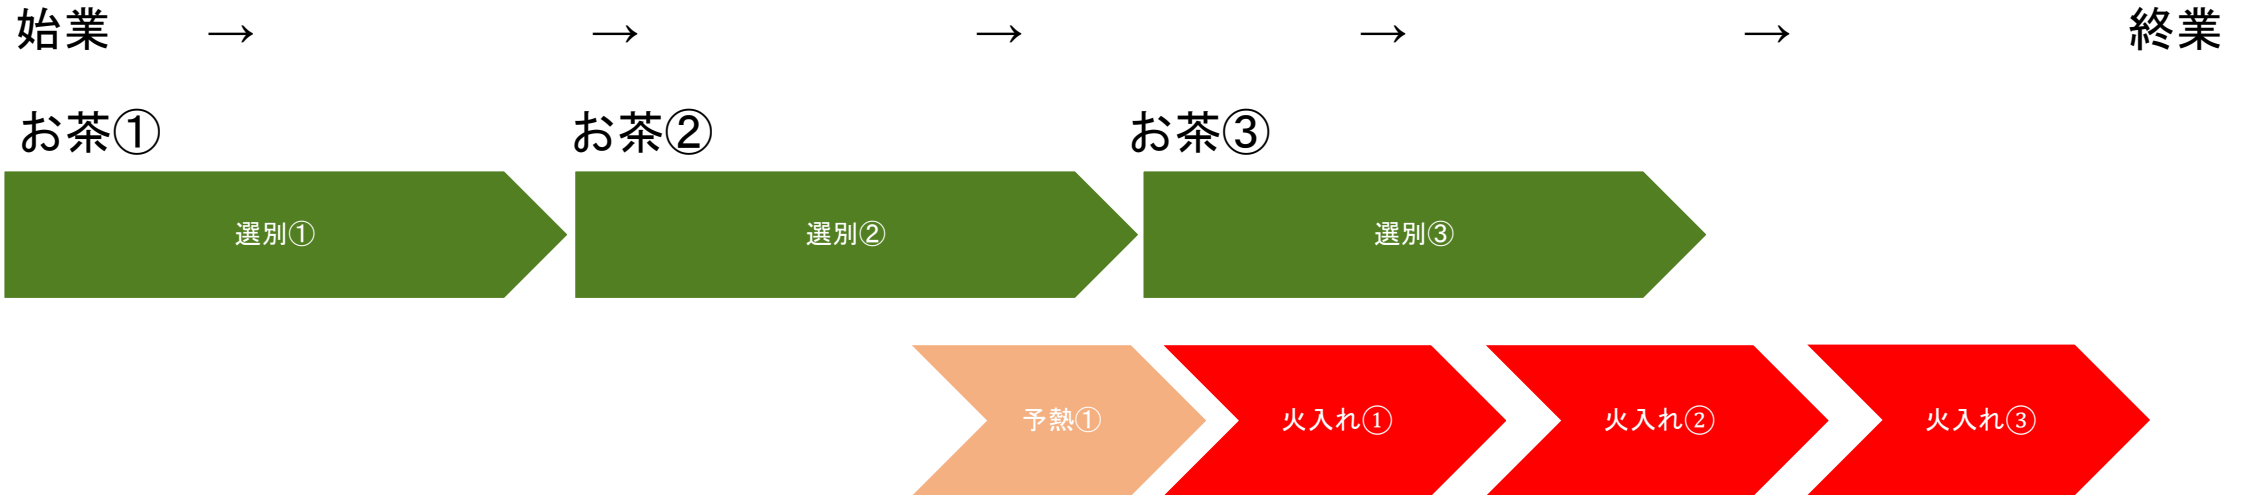 始業 → → → → → 終業
お茶① お茶② お茶③
選別① 選別② 選別③
予熱① 火入れ① 火入れ② 火入れ③